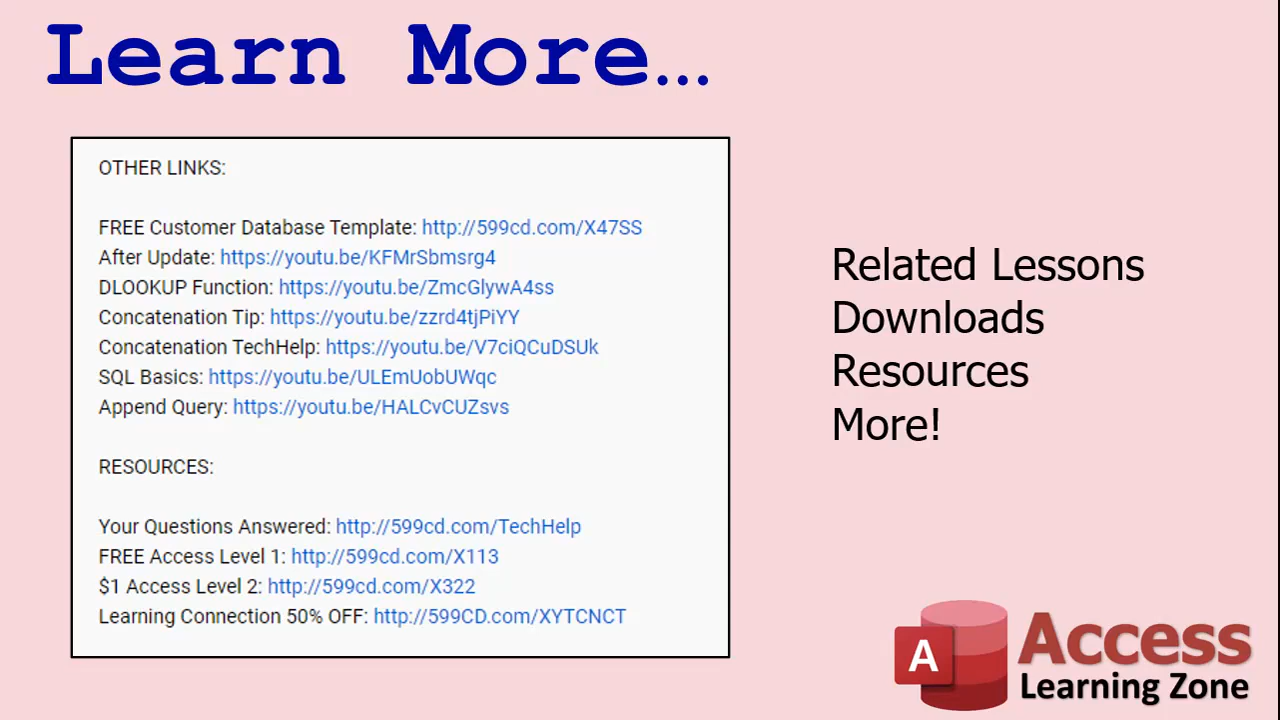 Learn More...
OTHER LINKS:
FREE Customer Database Template: http://599cd.com/X47SS
After Update: https://youtu.be/KFMrSbmsrg4
DLOOKUP Function: https://youtu.be/ZmcGlywA4ss
Concatenation Tip: https://youtu.be/zzrd4tjPiYY
Concatenation TechHelp: https://youtu.be/V7ciQCuDSUk
SQL Basics: https://youtu.be/ULEmUobUWqc
Append Query: https://youtu.be/HALCvCUZsvs
RESOURCES:
Your Questions Answered: http://599cd.com/TechHelp
FREE Access Level 1: http://599cd.com/X113
$1 Access Level 2: http://599cd.com/X322
Learning Connection 50% OFF: http://599CD.com/XYTCNCT
Related Lessons
Downloads
Resources
More!
A
Access
Learning Zone